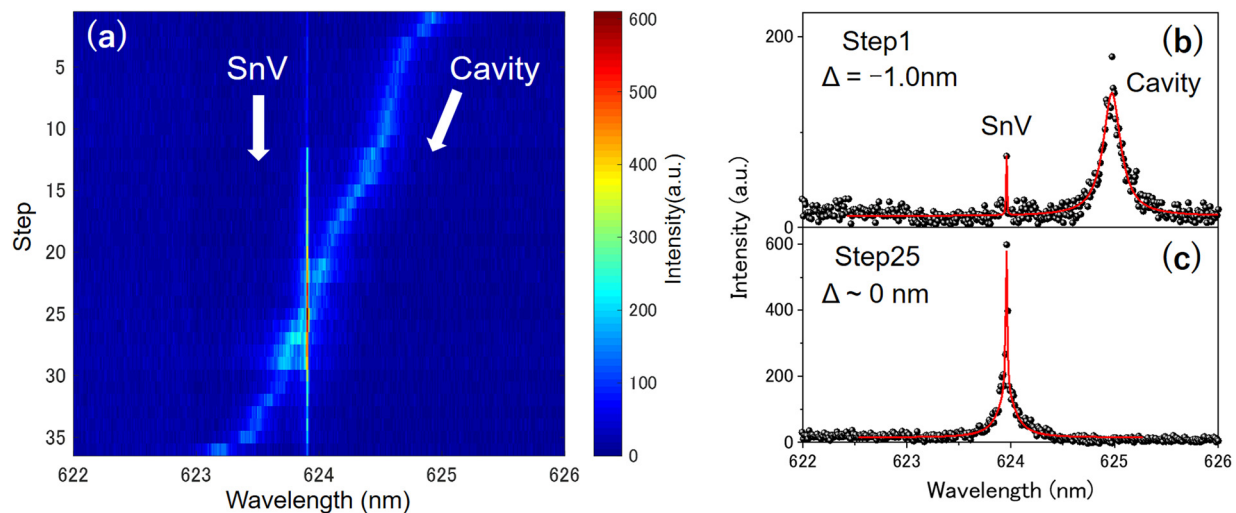 (a)
SnV
Cavity
5
10
15
20
25
30
35
Step
622
623
624
625
626
Wavelength (nm)
600
500
400
300
200
100
0
Intensity(a.u.)
200
0
Step1
Δ = −1.0nm
(b)
Cavity
SnV
600
400
200
0
Step25
Δ ~ 0 nm
(c)
Intensity (a.u.)
622
623
624
625
626
Wavelength (nm)